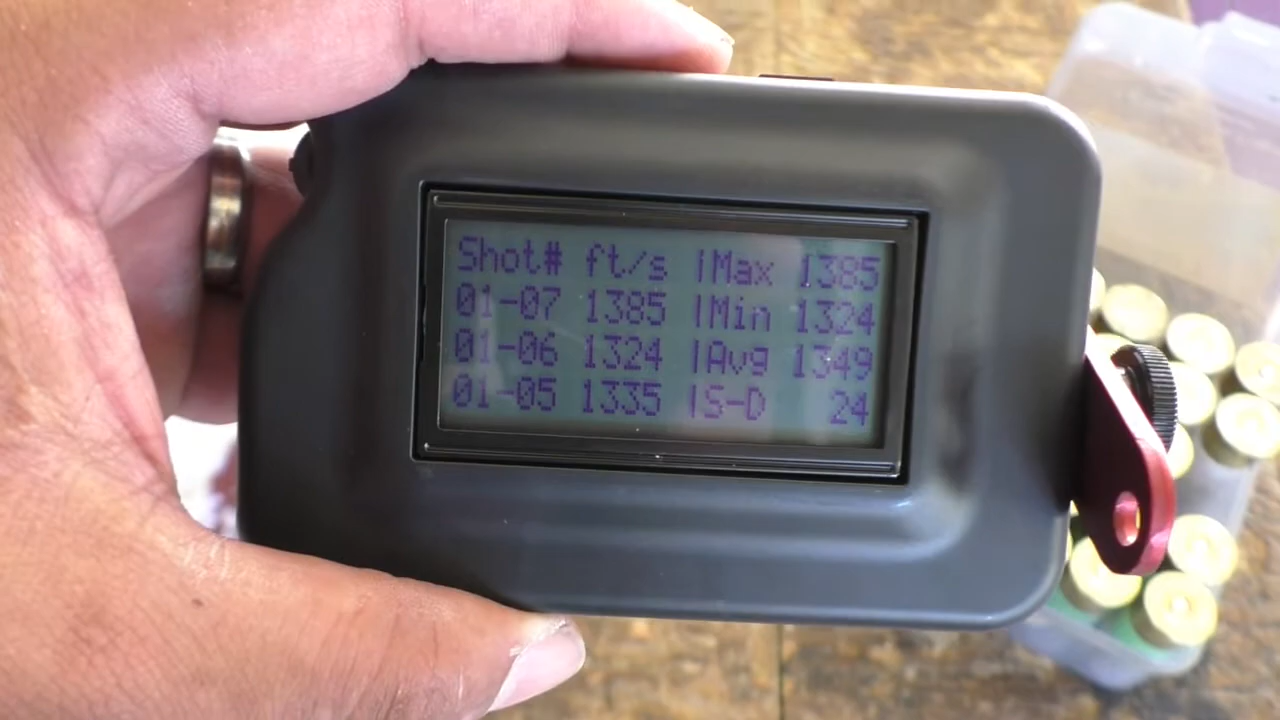 Shot# ft/s |Max 1385
01-07 1385 |Min 1324
01-06 1324 |Avg 1349
01-05 1335 |S-D 24